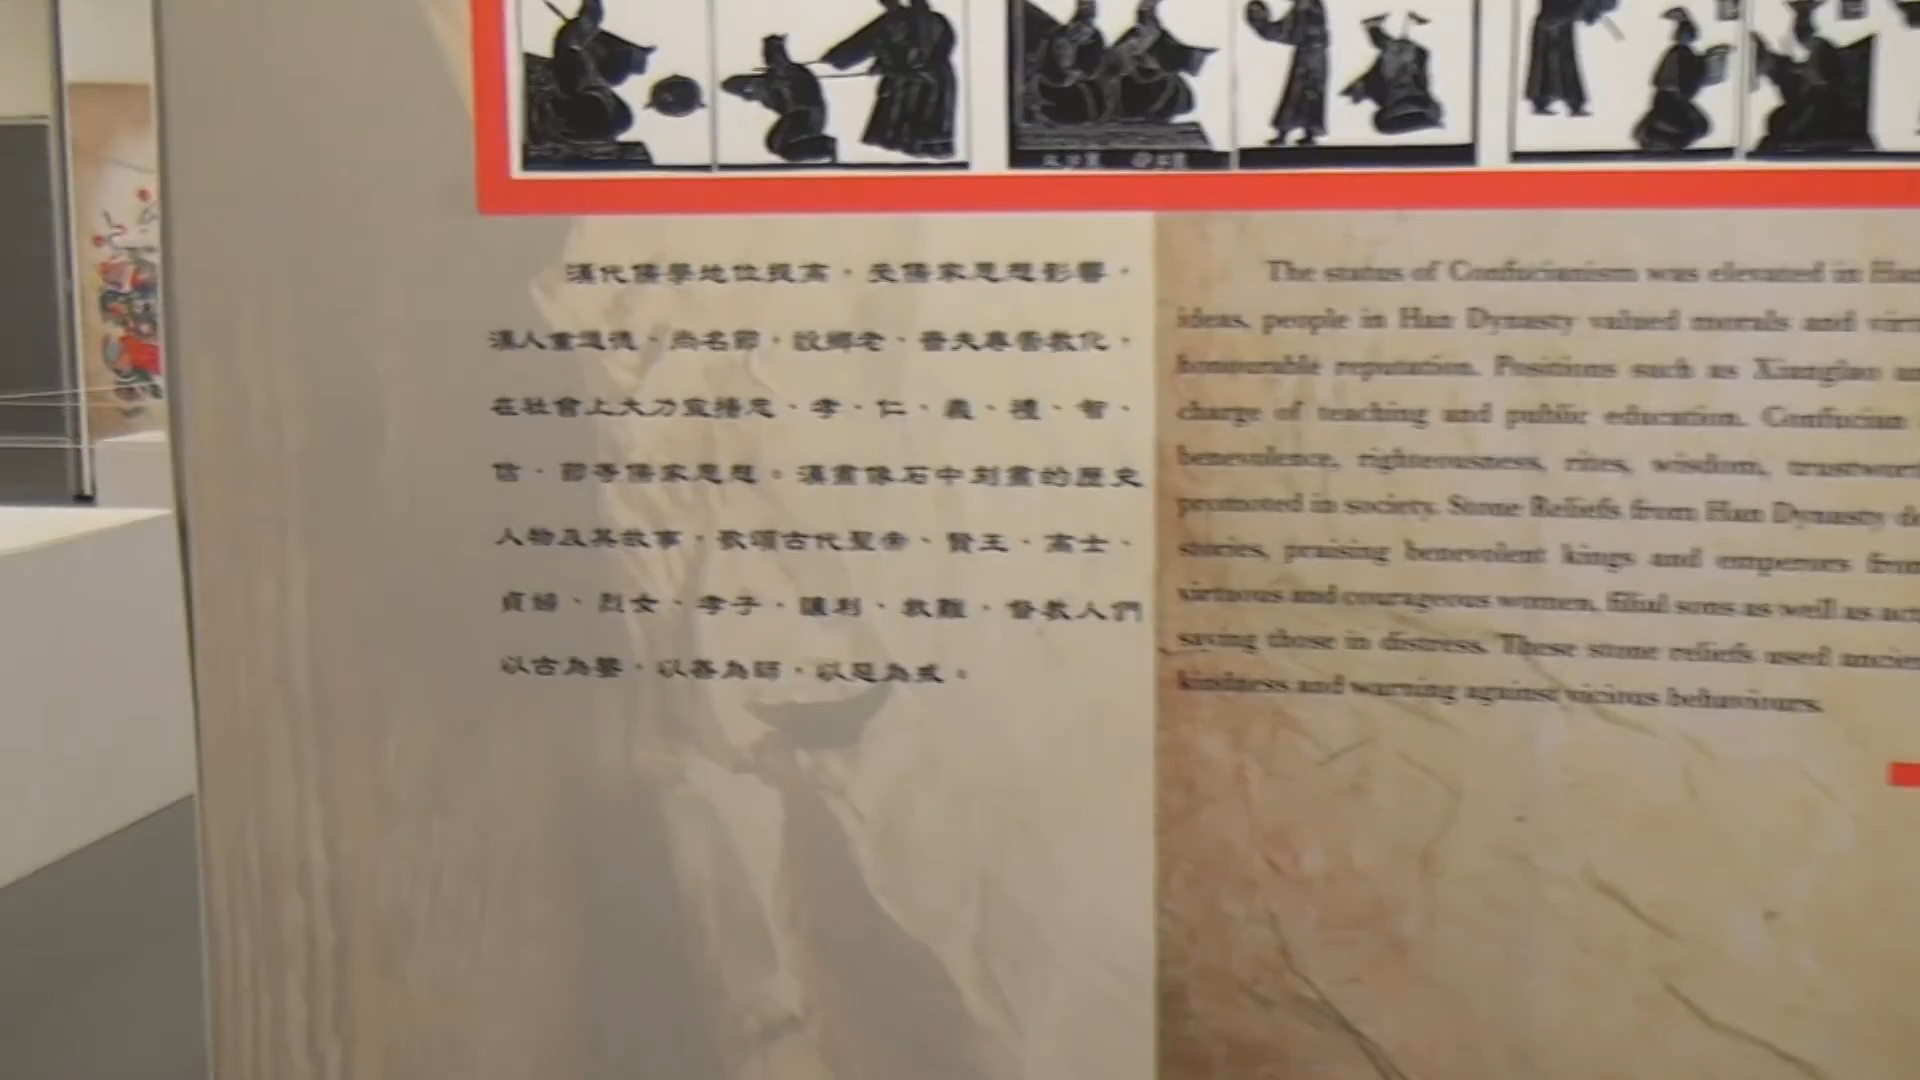 漢代儒學地位提高，受儒家思想影響，
漢人重道德，尚名節，設鄉老、嗇夫專管教化，
在社會上大力宣揚忠、孝、仁、義、禮、智、
信、節等儒家思想。漢畫像石中刻畫的歷史
人物及其故事，歌頌古代聖帝、賢王、高士、
貞婦、烈女、孝子，讓利、救難，督教人們
以古為鑒，以善為師，以惡為戒。
The status of Confucianism was elevated in Han
ideas, people in Han Dynasty valued morals and
honourable reputation. Positions such as Xianglao
charge of teaching and public education. Confucian
benevolence, righteousness, rites, wisdom,
promoted in society. Stone Reliefs from Han Dynasty
stories, praising benevolent kings and emperors
virtuous and courageous women, filial sons as well as
saving those in distress. These stone reliefs used
kindness and warning against vicious behaviours.